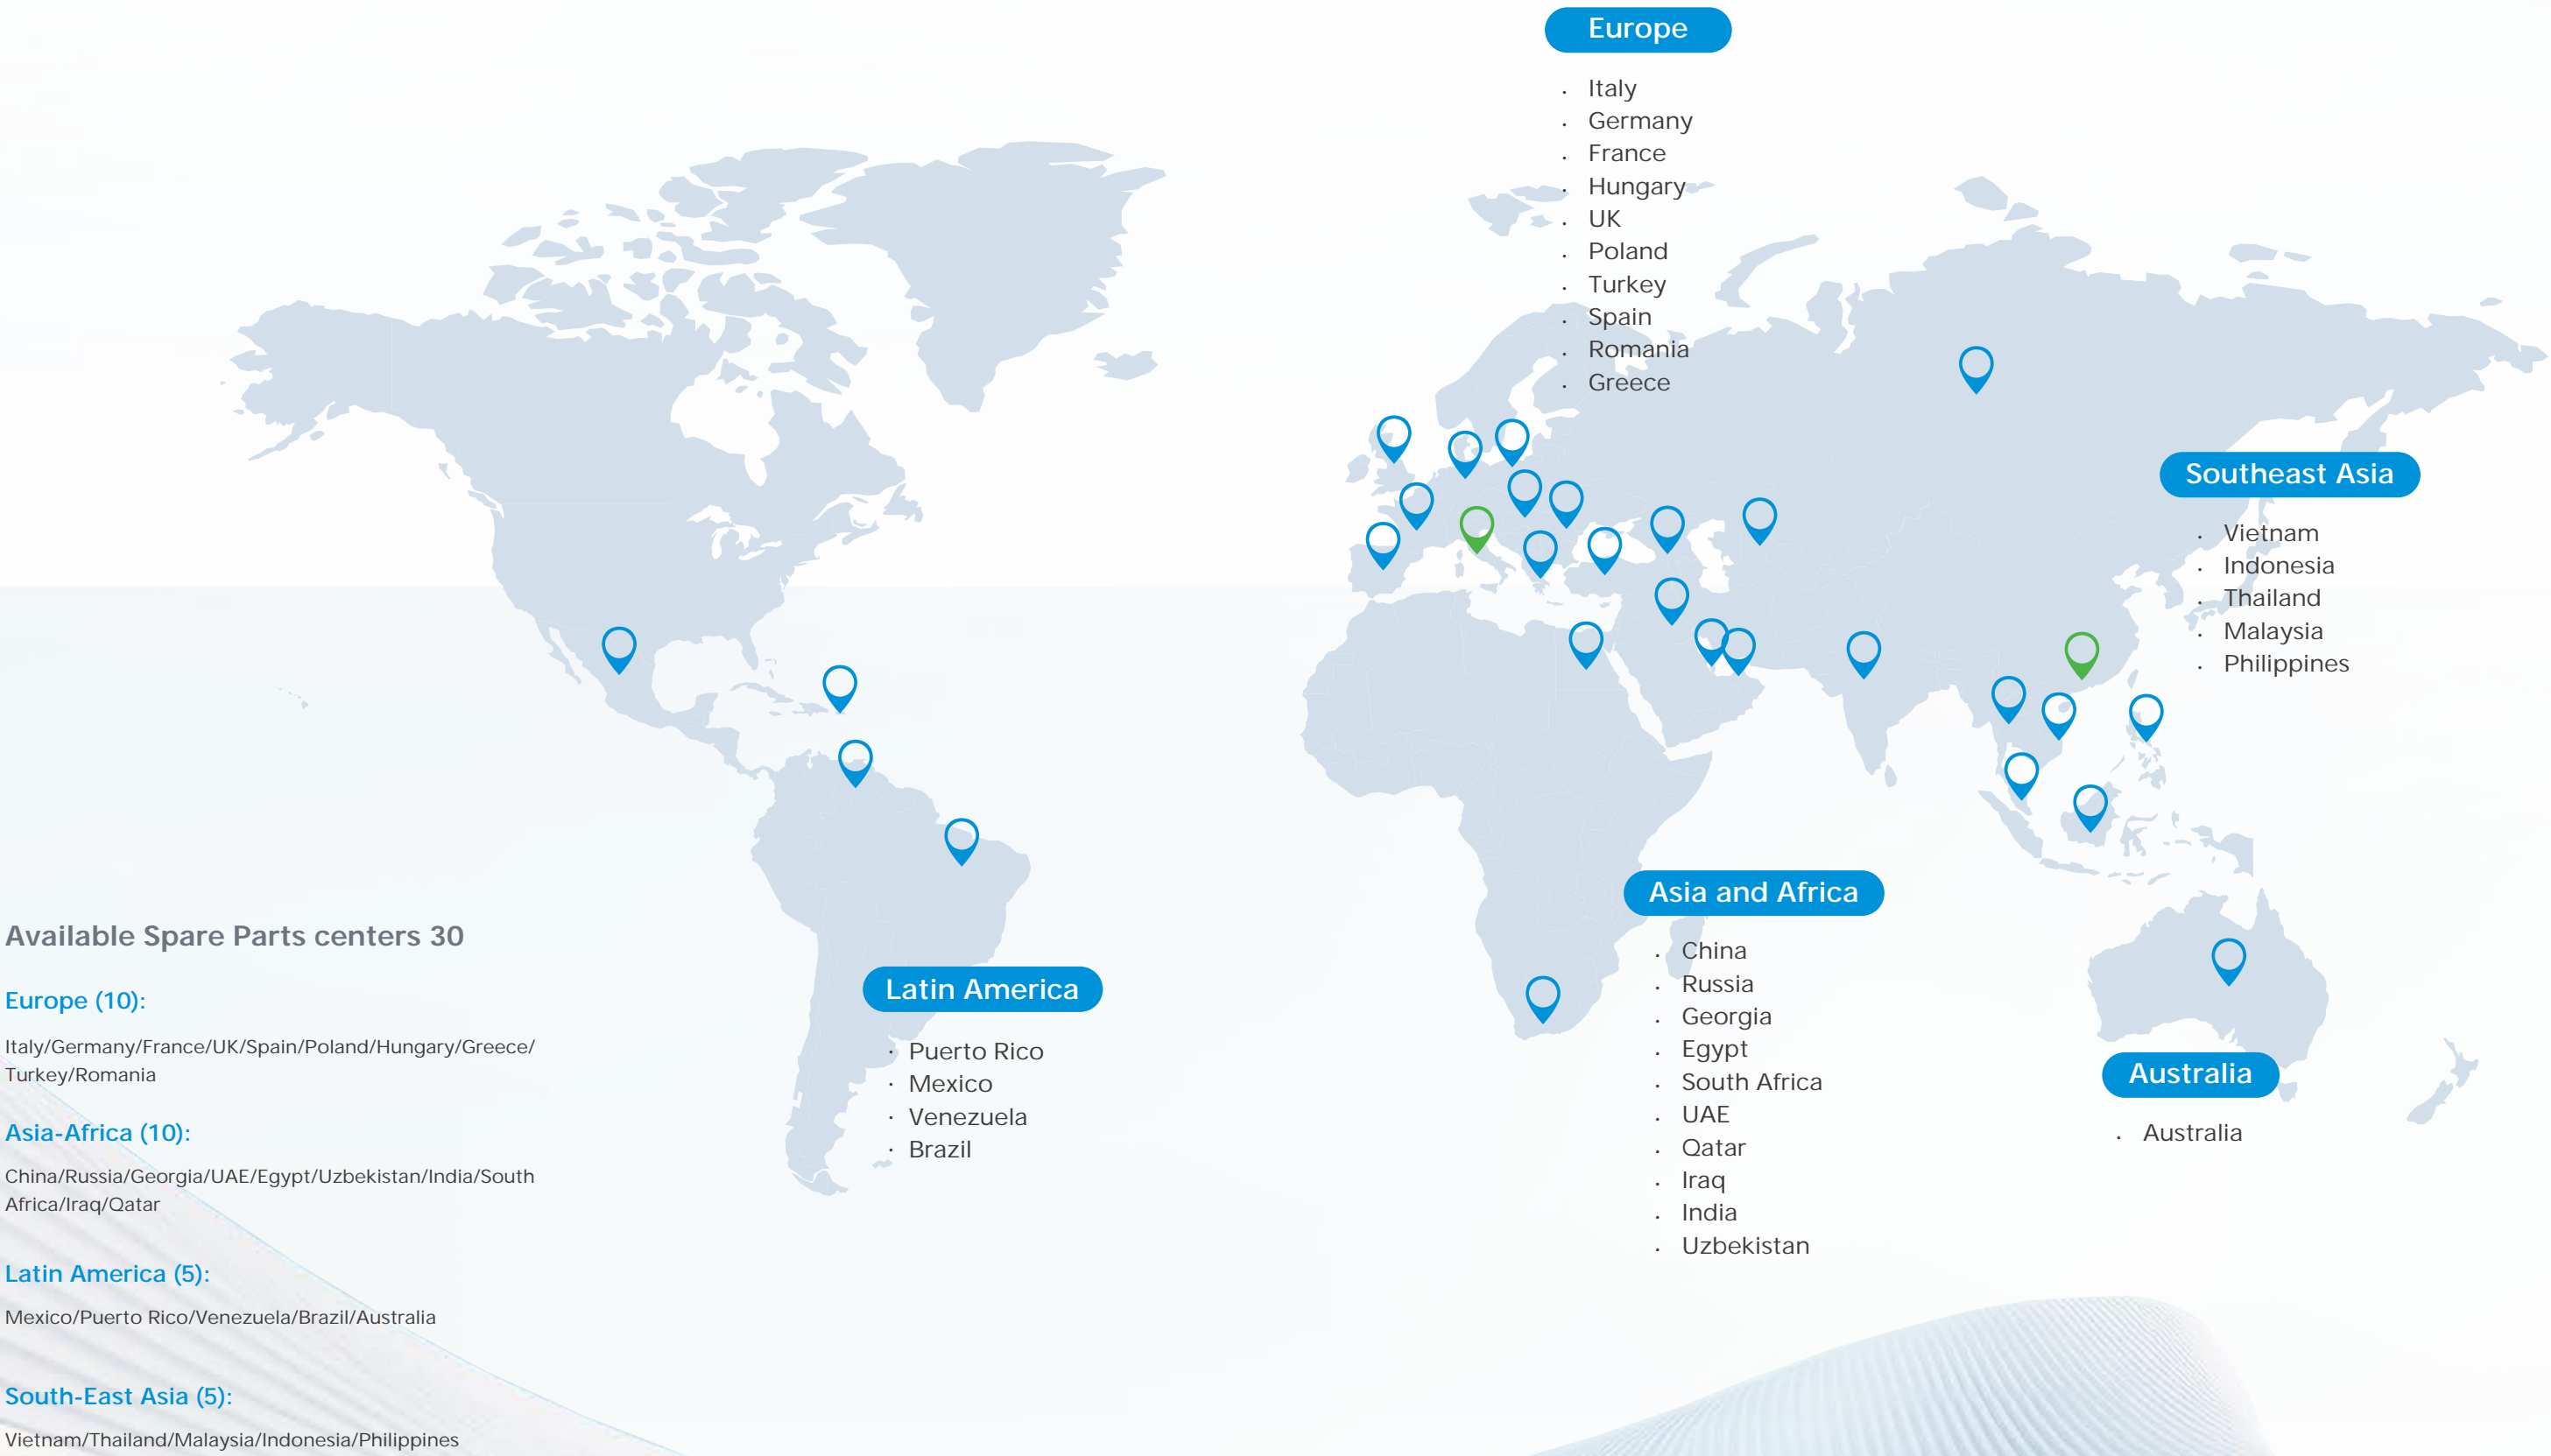 Europe
· Italy
· Germany
· France
· Hungary
· UK
· Poland
· Turkey
· Spain
· Romania
· Greece
Southeast Asia
· Vietnam
· Indonesia
· Thailand
· Malaysia
· Philippines
Asia and Africa
· China
· Russia
· Georgia
· Egypt
· South Africa
· UAE
· Qatar
· Iraq
· India
· Uzbekistan
Latin America
· Puerto Rico
· Mexico
· Venezuela
· Brazil
Australia
· Australia
Available Spare Parts centers 30
Europe (10):
Italy/Germany/France/UK/Spain/Poland/Hungary/Greece/
Turkey/Romania
Asia-Africa (10):
China/Russia/Georgia/UAE/Egypt/Uzbekistan/India/South
Africa/Iraq/Qatar
Latin America (5):
Mexico/Puerto Rico/Venezuela/Brazil/Australia
South-East Asia (5):
Vietnam/Thailand/Malaysia/Indonesia/Philippines